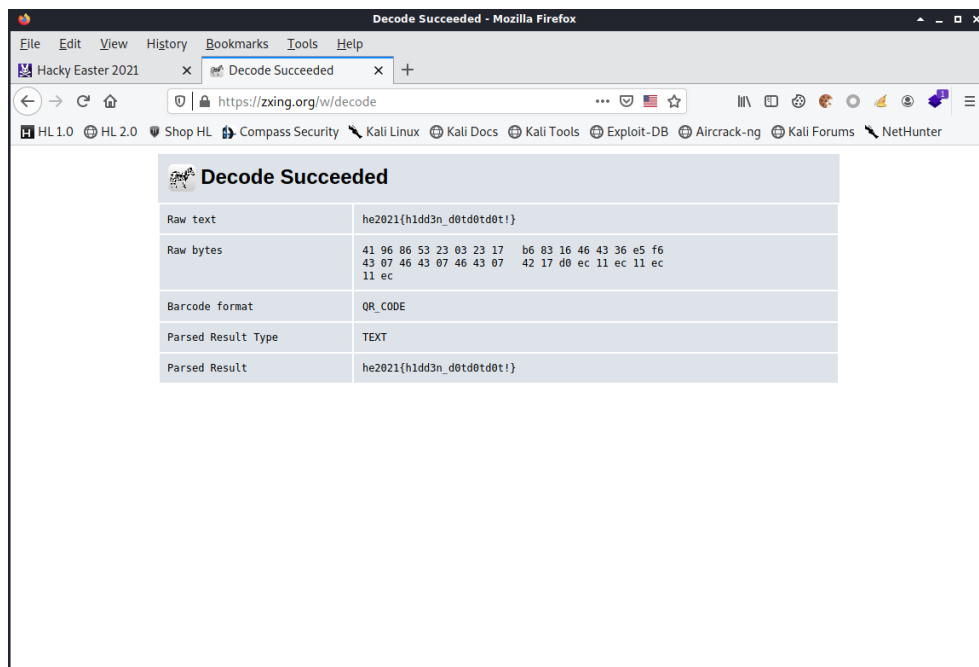 Decode Succeeded - Mozilla Firefox
File Edit View History Bookmarks Tools Help
Hacky Easter 2021 × Decode Succeeded × +
https://zxing.org/w/decode
1
HL 1.0 HL 2.0 Shop HL Compass Security Kali Linux Kali Docs Kali Tools Exploit-DB Aircrack-ng Kali Forums NetHunter
Decode Succeeded
Raw text he2021{h1dd3n_d0td0td0t!}
Raw bytes 41 96 86 53 23 03 23 17 b6 83 16 46 43 36 e5 f6
43 07 46 43 07 46 43 07 42 17 d0 ec 11 ec 11 ec
11 ec
Barcode format QR_CODE
Parsed Result Type TEXT
Parsed Result he2021{h1dd3n_d0td0td0t!}